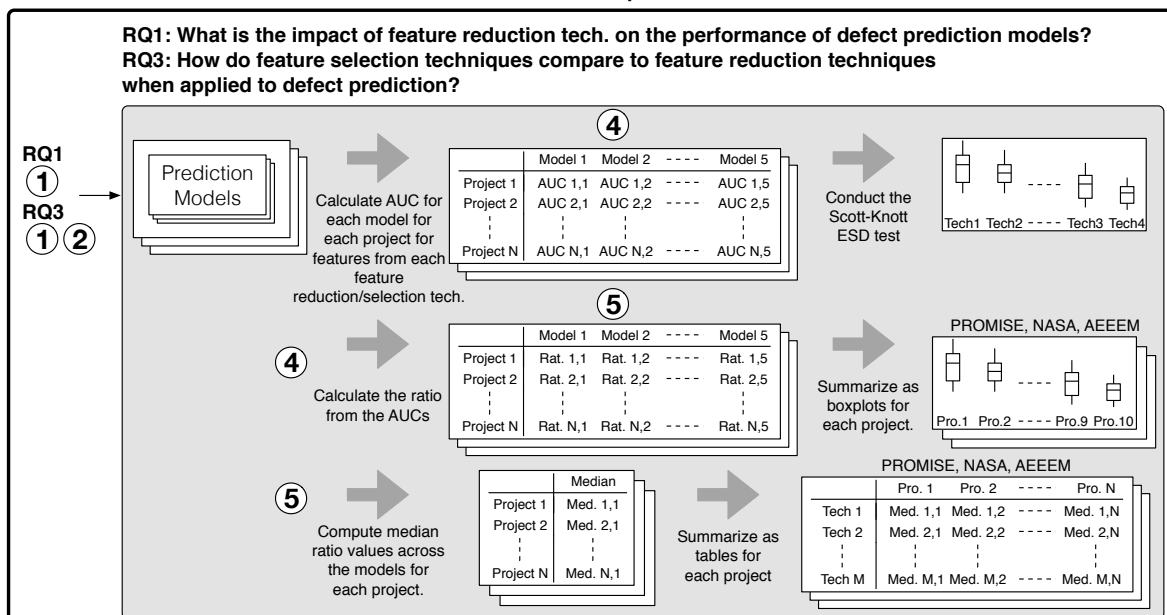 RQ1: What is the impact of feature reduction tech. on the performance of defect prediction models?
RQ3: How do feature selection techniques compare to feature reduction techniques
when applied to defect prediction?
RQ1
1
RQ3
1 2
Prediction
Models
Calculate AUC for
each model for
each project for
features from each
feature
reduction/selection tech.
4
Model 1 Model 2 ---- Model 5
Project 1 AUC 1,1 AUC 1,2 ---- AUC 1,5
Project 2 AUC 2,1 AUC 2,2 ---- AUC 2,5
Project N AUC N,1 AUC N,2 ---- AUC N,5
Conduct the
Scott-Knott
ESD test
Tech1 Tech2 ---- Tech3 Tech4
4
Calculate the ratio
from the AUCs
5
Model 1 Model 2 ---- Model 5
Project 1 Rat. 1,1 Rat. 1,2 ---- Rat. 1,5
Project 2 Rat. 2,1 Rat. 2,2 ---- Rat. 2,5
Project N Rat. N,1 Rat. N,2 ---- Rat. N,5
Summarize as
boxplots for
each project.
PROMISE, NASA, AEEEM
Pro.1 Pro.2 ---- Pro.9 Pro.10
5
Compute median
ratio values across
the models for
each project.
Median
Project 1 Med. 1,1
Project 2 Med. 2,1
Project N Med. N,1
Summarize as
tables for
each project
PROMISE, NASA, AEEEM
Pro. 1 Pro. 2 ---- Pro. N
Tech 1 Med. 1,1 Med. 1,2 ---- Med. 1,N
Tech 2 Med. 2,1 Med. 2,2 ---- Med. 2,N
Tech M Med. M,1 Med. M,2 ---- Med. M,N